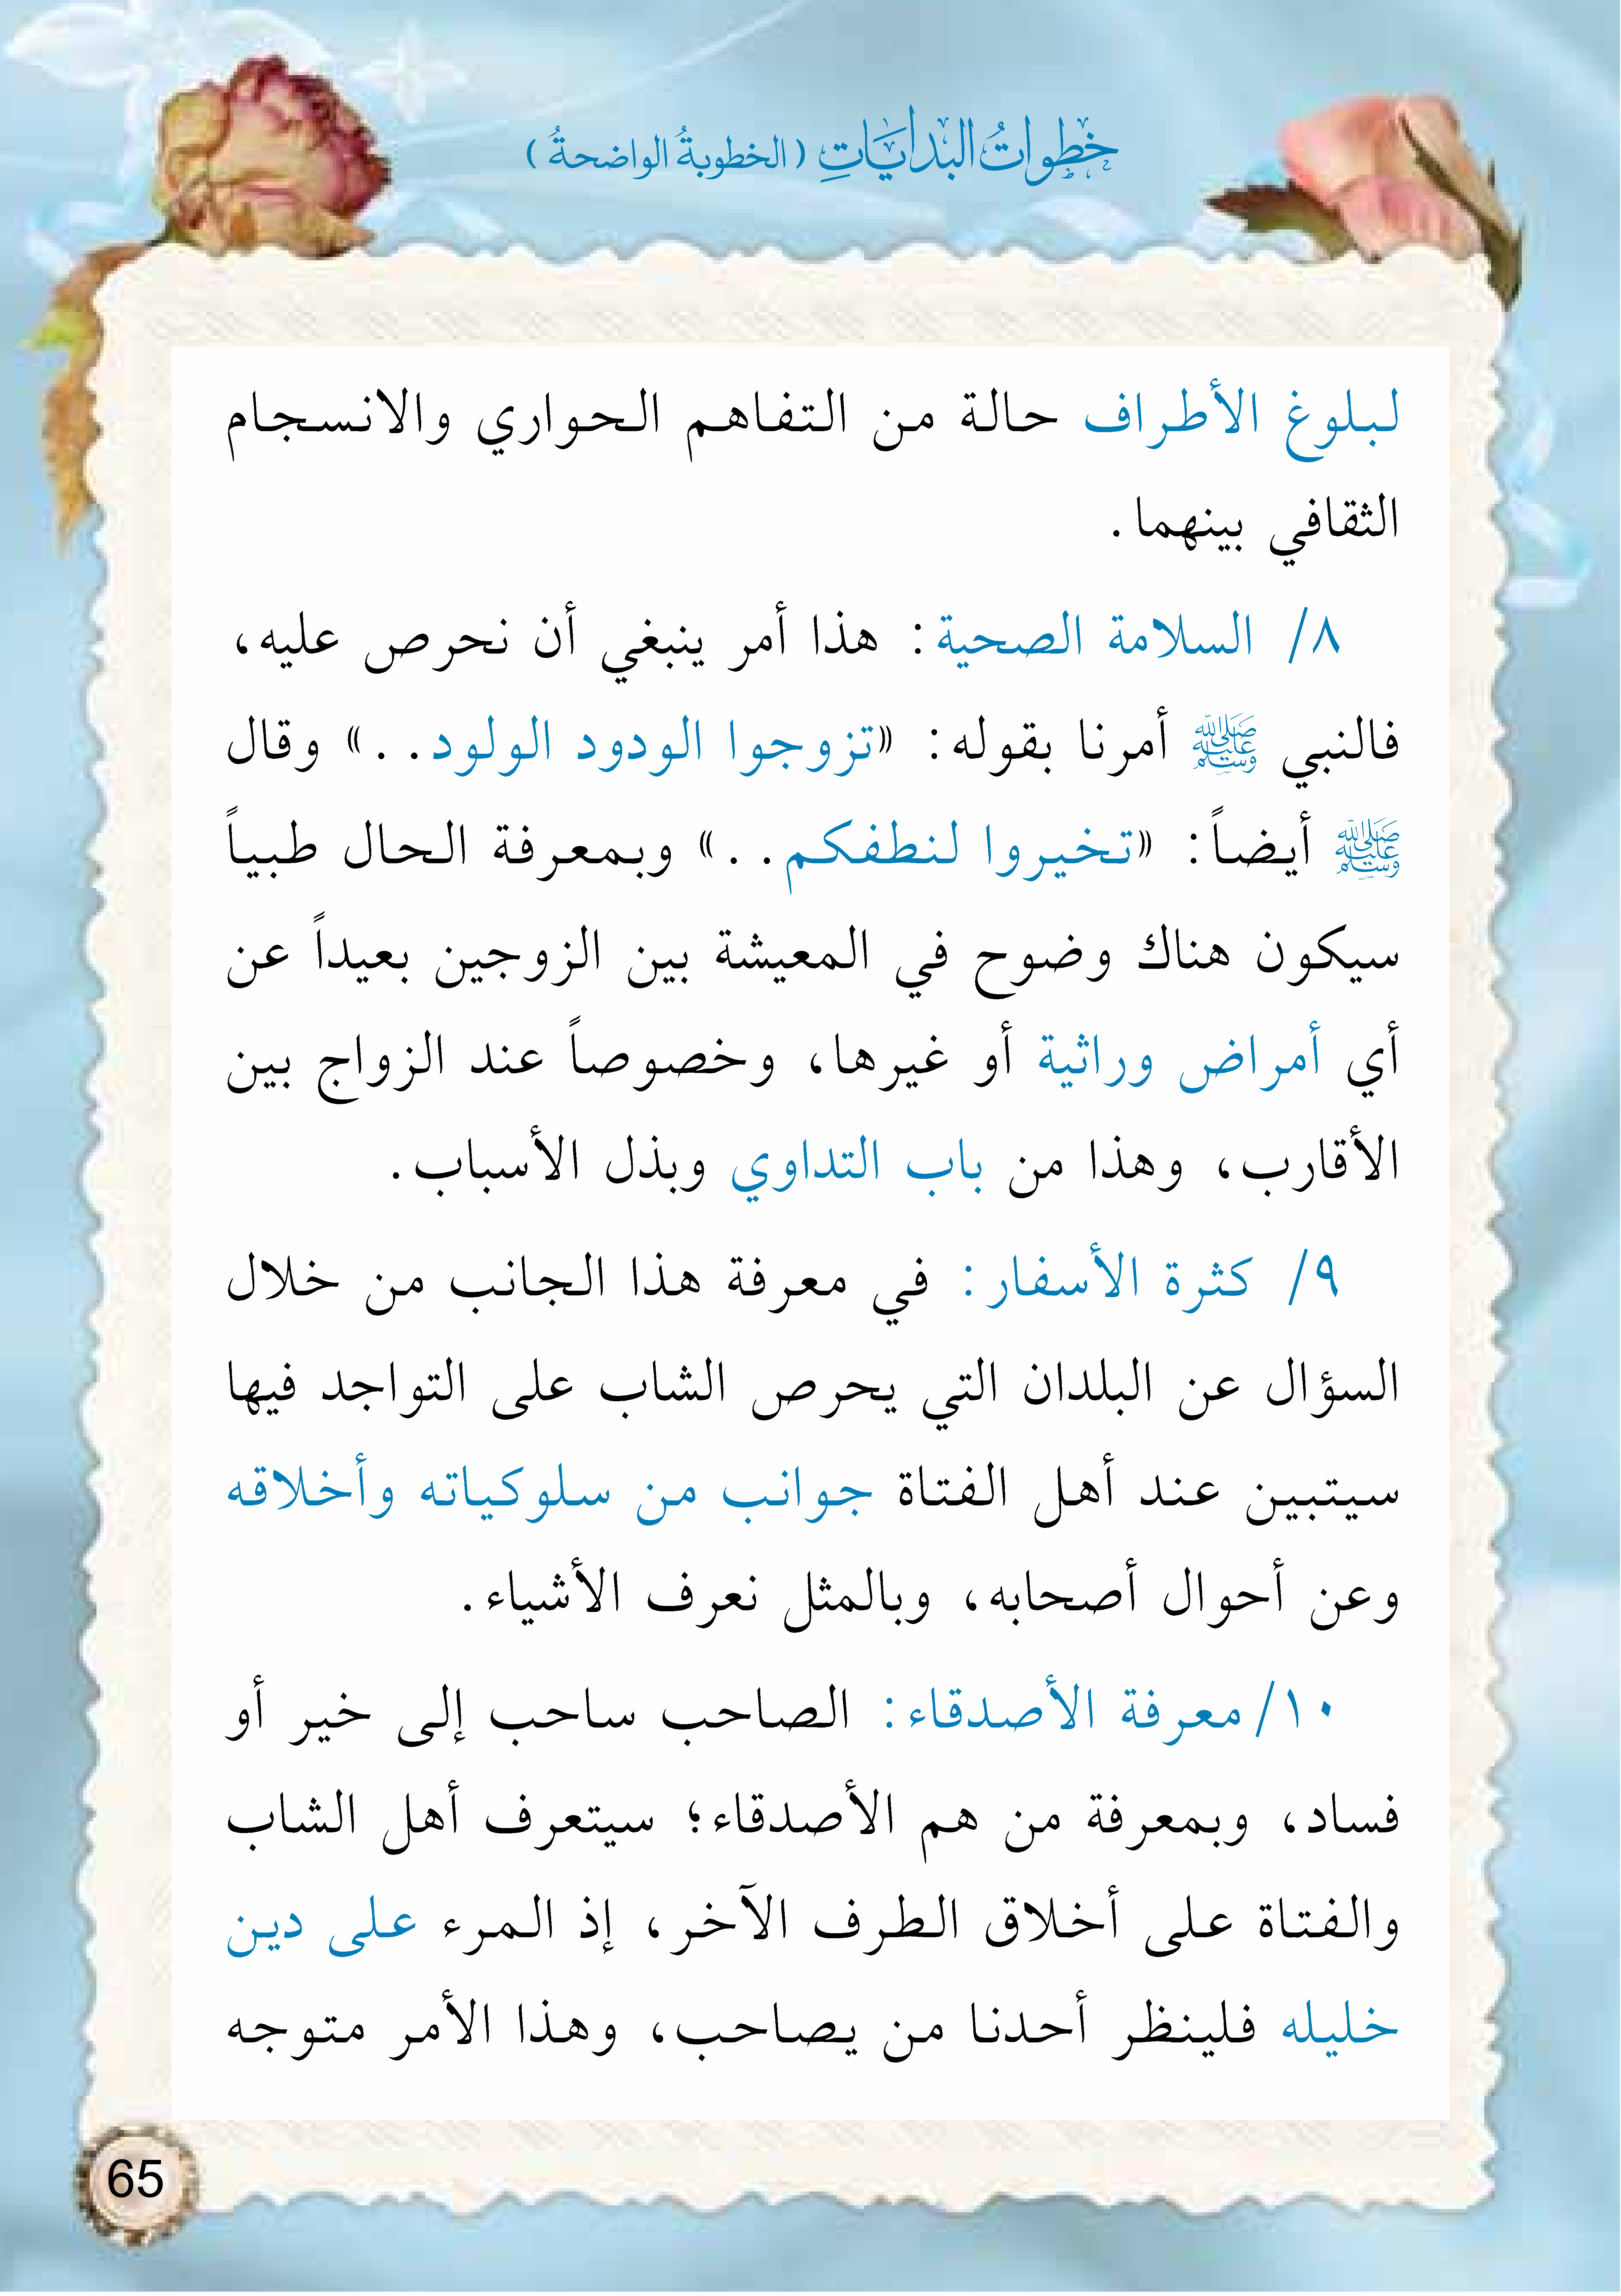 خطواتُ البدايَاتِ ( الخطوبةُ الواضحةُ )
لبلوغ الأطراف حالة من التفاهم الحواري والانسجام
الثقافي بينهما.
٨/ السلامة الصحية: هذا أمر ينبغي أن نحرص عليه،
فالنبي ﷺ أمرنا بقوله: «تزوجوا الودود الولود..» وقال
ﷺ أيضاً: «تخيروا لنطفكم..» وبمعرفة الحال طبياً
سيكون هناك وضوح في المعيشة بين الزوجين بعيداً عن
أي أمراض وراثية أو غيرها، وخصوصاً عند الزواج بين
الأقارب، وهذا من باب التداوي وبذل الأسباب.
٩/ كثرة الأسفار: في معرفة هذا الجانب من خلال
السؤال عن البلدان التي يحرص الشاب على التواجد فيها
سيتبين عند أهل الفتاة جوانب من سلوكياته وأخلاقه
وعن أحوال أصحابه، وبالمثل نعرف الأشياء.
١٠/معرفة الأصدقاء: الصاحب ساحب إلى خير أو
فساد، وبمعرفة من هم الأصدقاء؛ سيتعرف أهل الشاب
والفتاة على أخلاق الطرف الآخر، إذ المرء على دين
خليله فلينظر أحدنا من يصاحب، وهذا الأمر متوجه
65